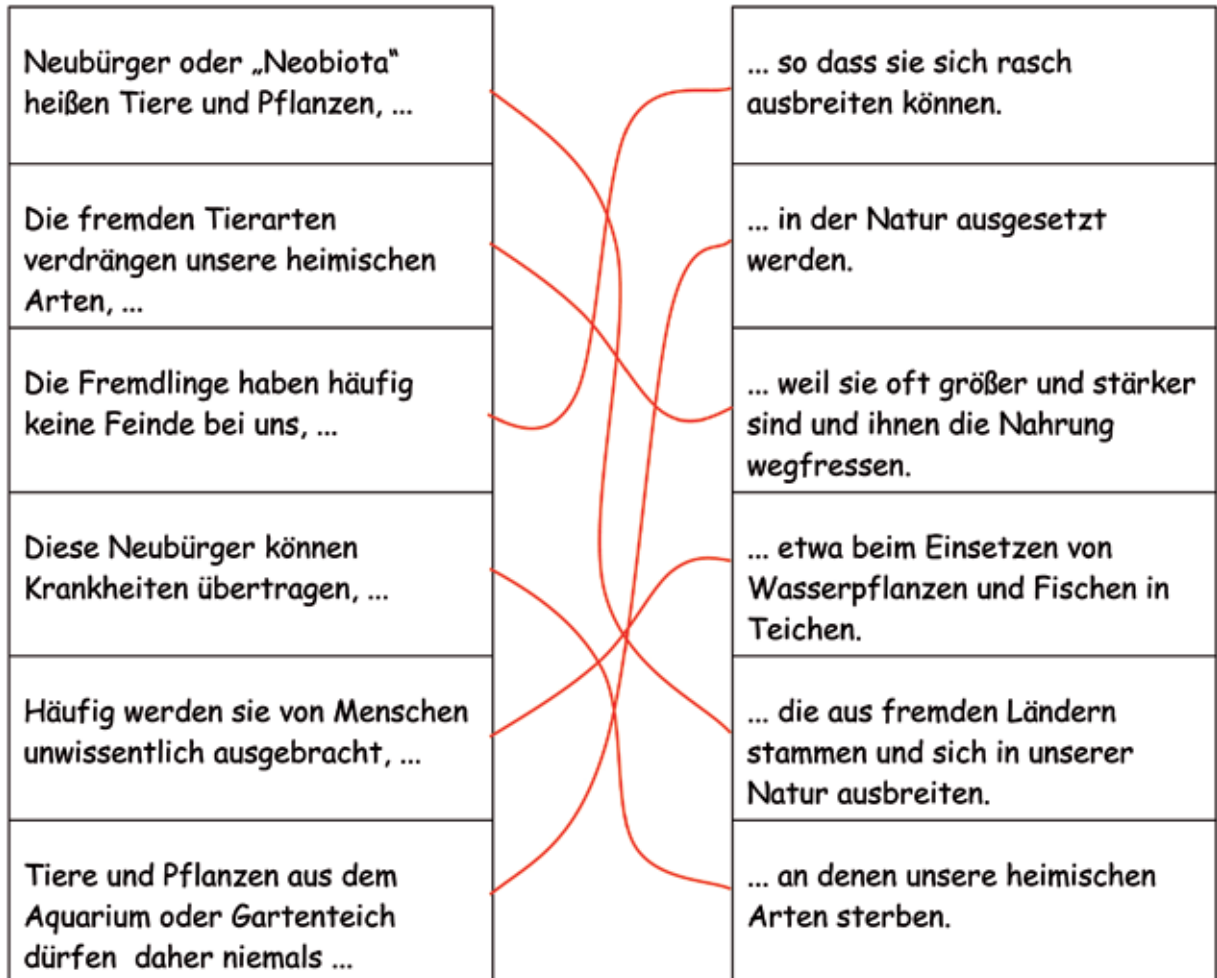 Neubürger oder „Neobiota“
heißen Tiere und Pflanzen, ...
... so dass sie sich rasch
ausbreiten können.
Die fremden Tierarten
verdrängen unsere heimischen
Arten, ...
... in der Natur ausgesetzt
werden.
Die Fremdlinge haben häufig
keine Feinde bei uns, ...
... weil sie oft größer und stärker
sind und ihnen die Nahrung
wegfressen.
Diese Neubürger können
Krankheiten übertragen, ...
... etwa beim Einsetzen von
Wasserpflanzen und Fischen in
Teichen.
Häufig werden sie von Menschen
unwissentlich ausgebracht, ...
... die aus fremden Ländern
stammen und sich in unserer
Natur ausbreiten.
Tiere und Pflanzen aus dem
Aquarium oder Gartenteich
dürfen daher niemals ...
... an denen unsere heimischen
Arten sterben.